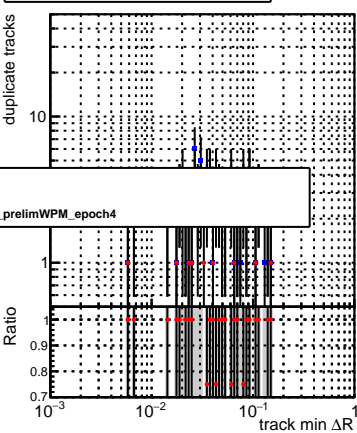 duplicate tracks
10
_prelimWPM_epoch4
1
Ratio
1
0.9
0.8
0.7
10⁻³ 10⁻² 10⁻¹ 1
track min ΔR